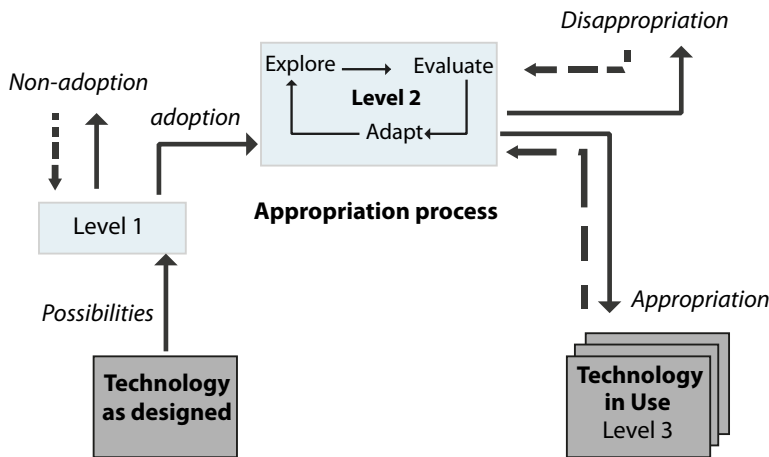 Disappropriation
Explore
Evaluate
Level 2
Adapt
Non-adoption
adoption
Appropriation process
Level 1
Possibilities
Appropriation
Technology
as designed
Technology
in Use
Level 3